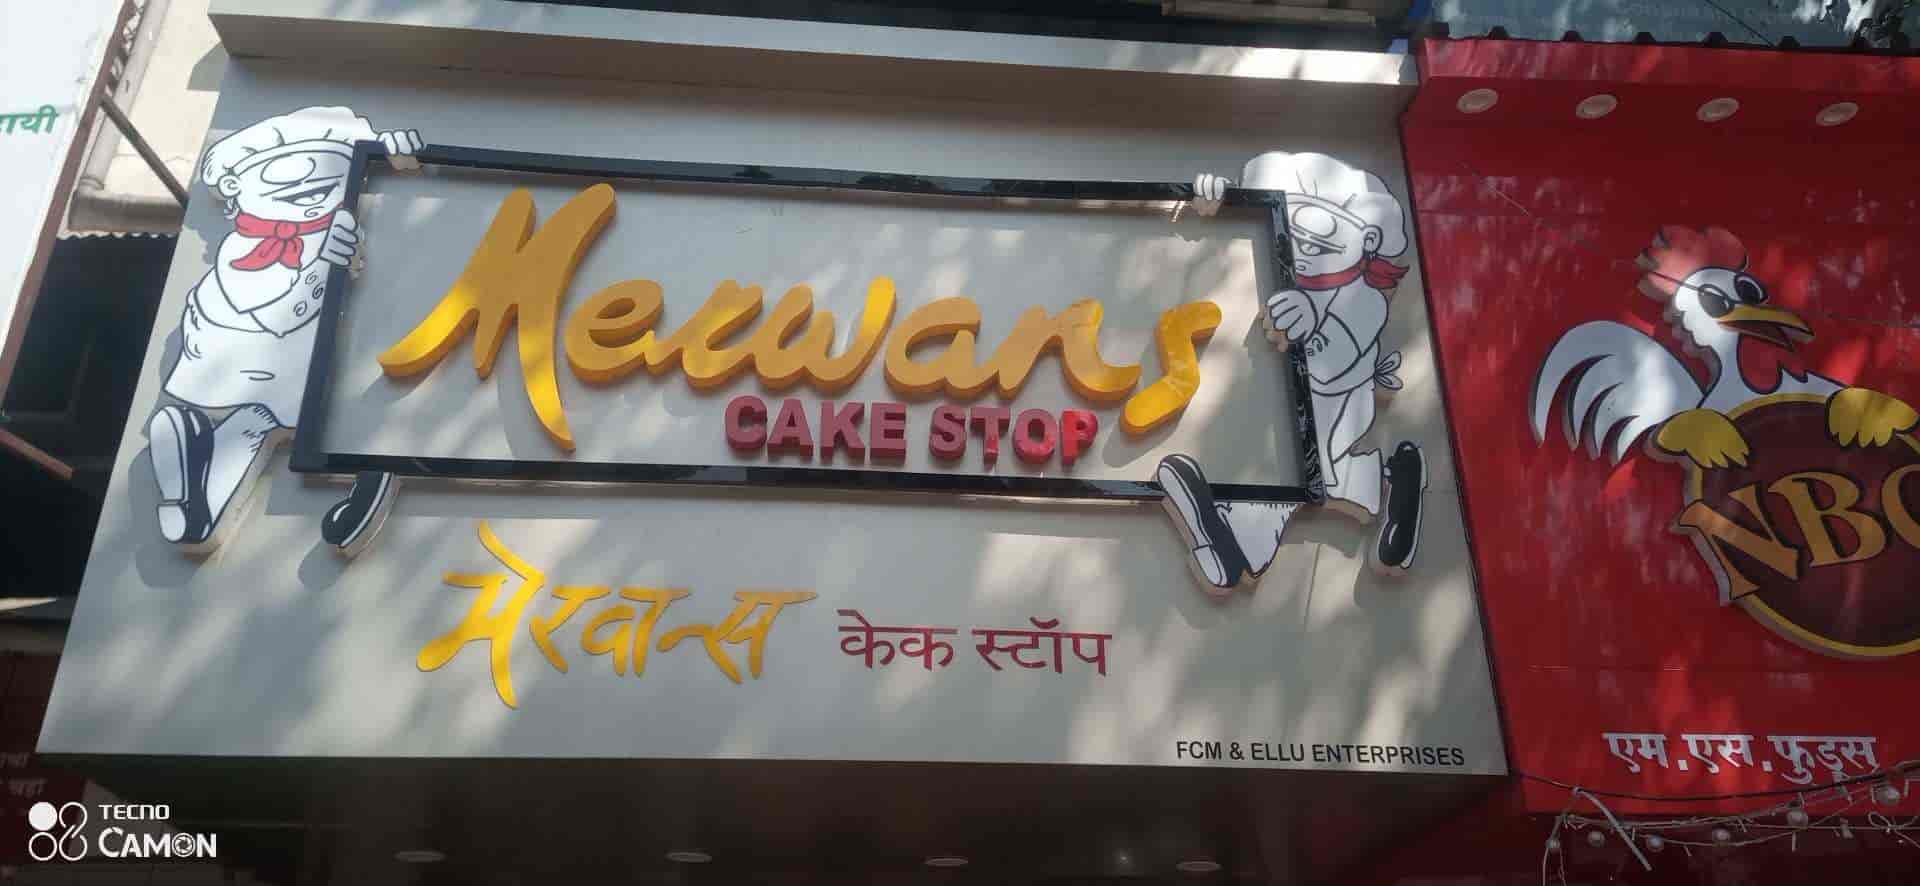 Merwans
CAKE STOP
मेरवान्स केक स्टॉप
FCM & ELLU ENTERPRISES
NBC
एम.एस.फुड्स
TECNO
CAMON